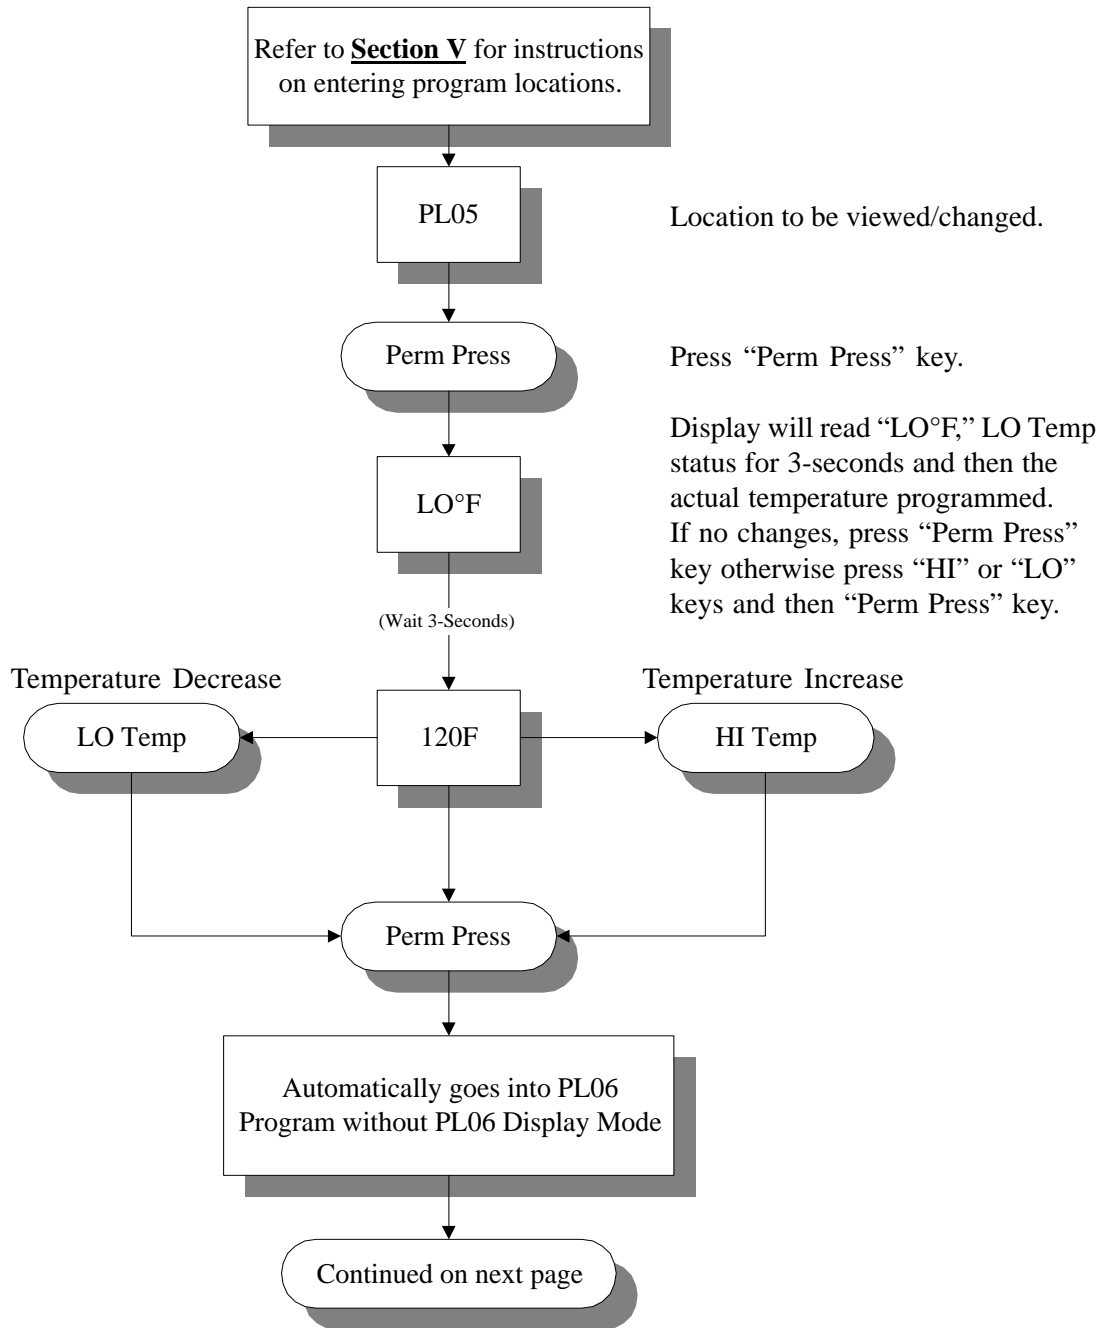 Refer to Section V for instructions
on entering program locations.
PL05
Location to be viewed/changed.
Perm Press
Press “Perm Press” key.
LO°F
Display will read “LO°F,” LO Temp
status for 3-seconds and then the
actual temperature programmed.
If no changes, press “Perm Press”
key otherwise press “HI” or “LO”
keys and then “Perm Press” key.
(Wait 3-Seconds)
Temperature Decrease
Temperature Increase
LO Temp
120F
HI Temp
Perm Press
Automatically goes into PL06
Program without PL06 Display Mode
Continued on next page